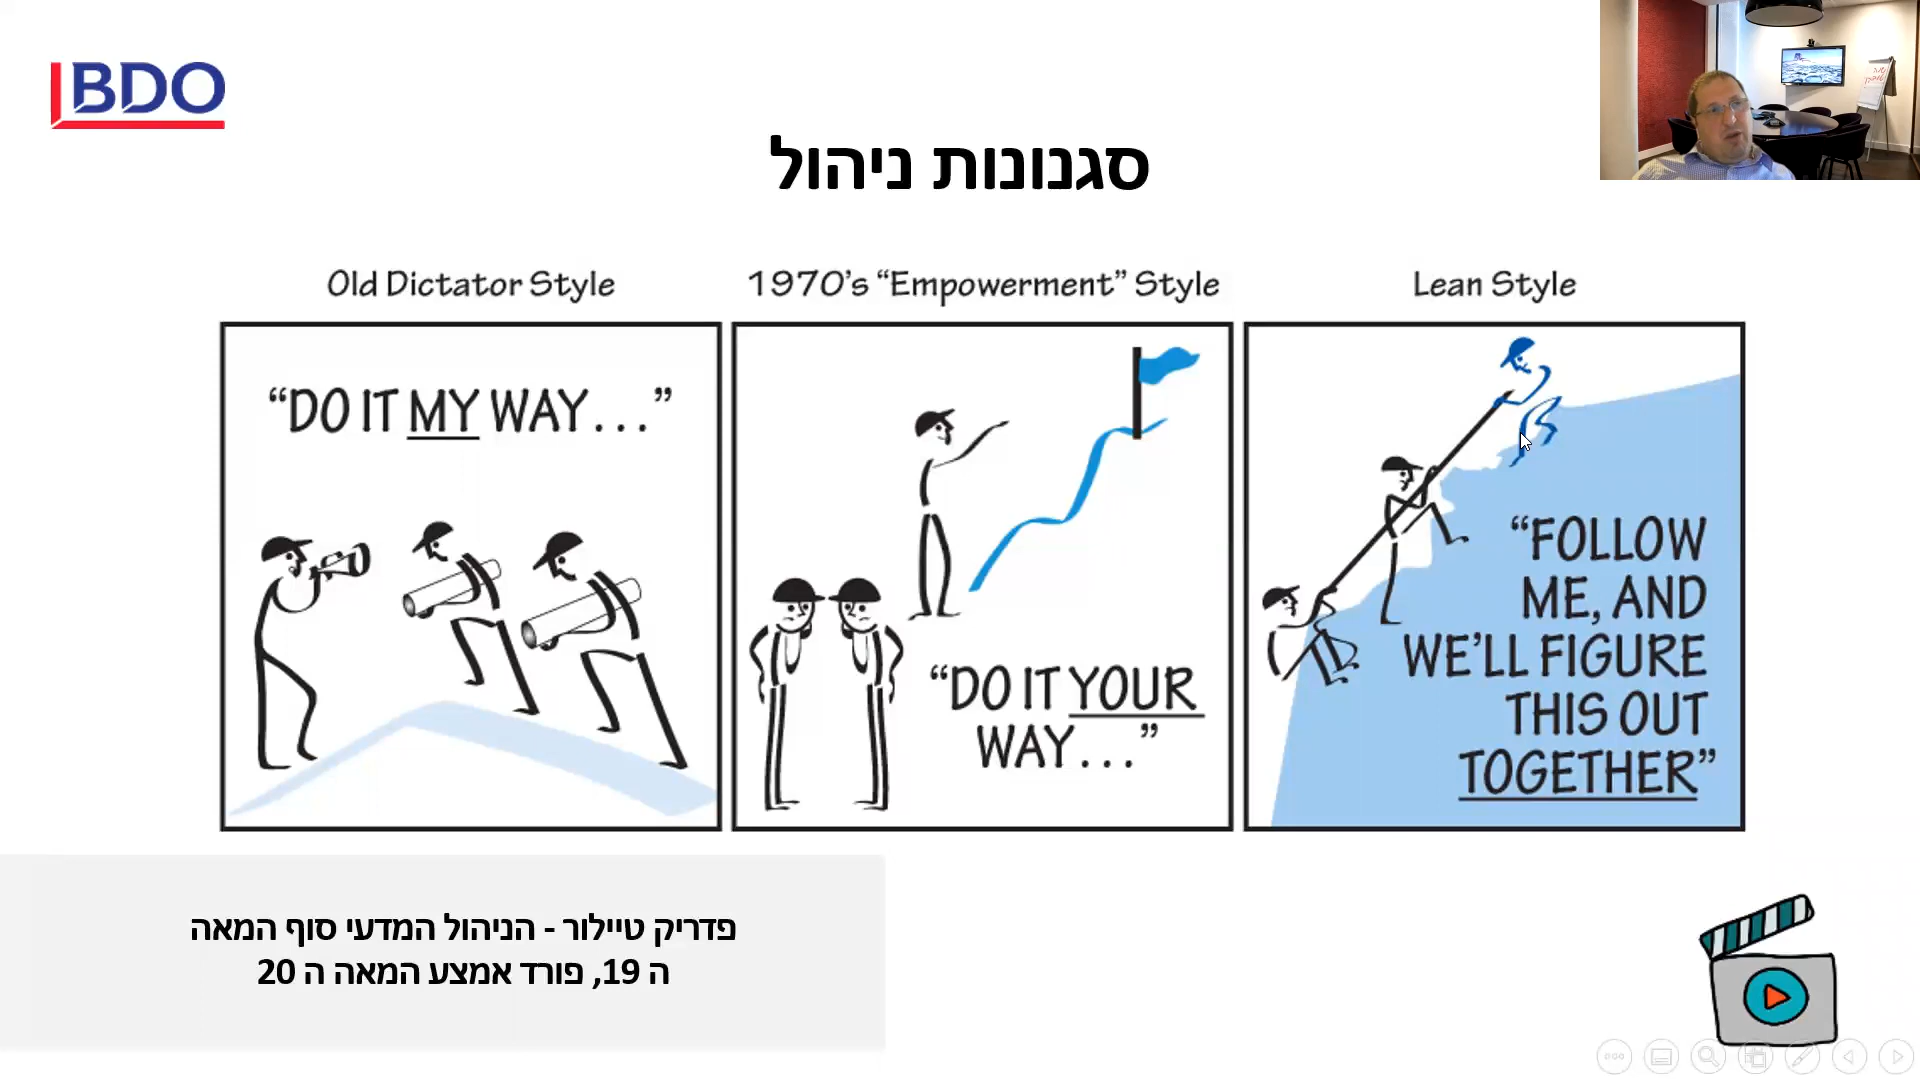 BDO
סגנונות ניהול
Old Dictator Style
“DO IT MY WAY...”
1970’s “Empowerment” Style
“DO IT YOUR
WAY...”
Lean Style
“FOLLOW
ME, AND
WE’LL FIGURE
THIS OUT
TOGETHER”
פדריק טיילור - הניהול המדעי סוף המאה
ה 19, פורד אמצע המאה ה 20